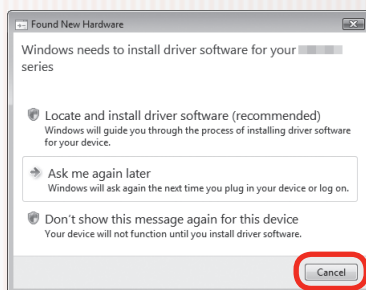 Found New Hardware
Windows needs to install driver software for your
series
Locate and install driver software (recommended)
Windows will guide you through the process of installing driver software
for your device.
Ask me again later
Windows will ask again the next time you plug in your device or log on.
Don't show this message again for this device
Your device will not function until you install driver software.
Cancel